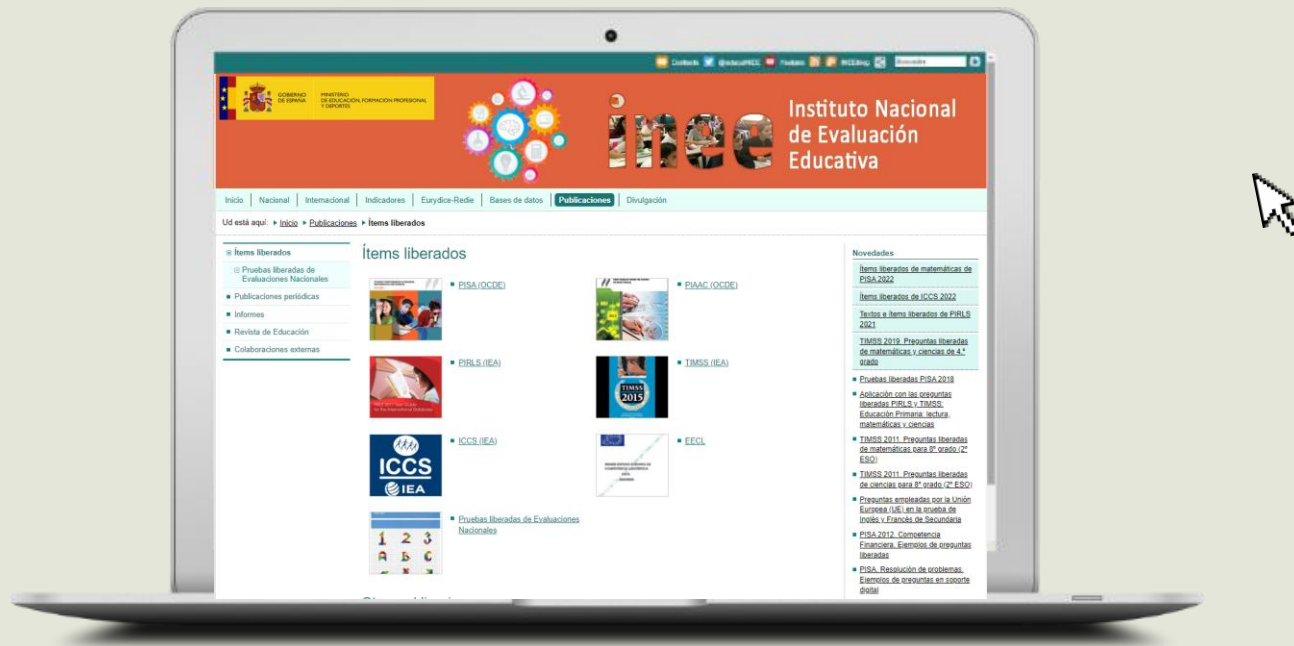 Contacto
@educaINEE
Youtube
INEEblog
Buscador
GOBIERNO
DE ESPAÑA
MINISTERIO
DE EDUCACIÓN, FORMACIÓN PROFESIONAL
Y DEPORTES
inee
Instituto Nacional
de Evaluación
Educativa
Inicio | Nacional | Internacional | Indicadores | Eurydice-Redie | Bases de datos | Publicaciones | Divulgación
Ud está aquí: Inicio Publicaciones Ítems liberados
Ítems liberados
Pruebas liberadas de
Evaluaciones Nacionales
Publicaciones periódicas
Informes
Revista de Educación
Colaboraciones externas
Ítems liberados
PISA (OCDE)
PIAAC (OCDE)
PIRLS (IEA)
TIMSS
2015
TIMSS (IEA)
ICCS
IEA
ICCS (IEA)
EECL
1 2 3
A B C
Pruebas liberadas de Evaluaciones
Nacionales
Novedades
Ítems liberados de matemáticas de
PISA 2022
Ítems liberados de ICCS 2022
Textos e ítems liberados de PIRLS
2021
TIMSS 2019. Preguntas liberadas
de matemáticas y ciencias de 4.º
grado
Pruebas liberadas PISA 2018
Aplicación con las preguntas
liberadas PIRLS y TIMSS:
Educación Primaria: lectura,
matemáticas y ciencias
TIMSS 2011. Preguntas liberadas
de matemáticas para 8º grado (2º
ESO)
TIMSS 2011. Preguntas liberadas
de ciencias para 8º grado (2º ESO)
Preguntas empleadas por la Unión
Europea (UE) en la prueba de
Inglés y Francés de Secundaria
PISA 2012. Competencia
Financiera. Ejemplos de preguntas
liberadas
PISA. Resolución de problemas.
Ejemplos de preguntas en soporte
digital